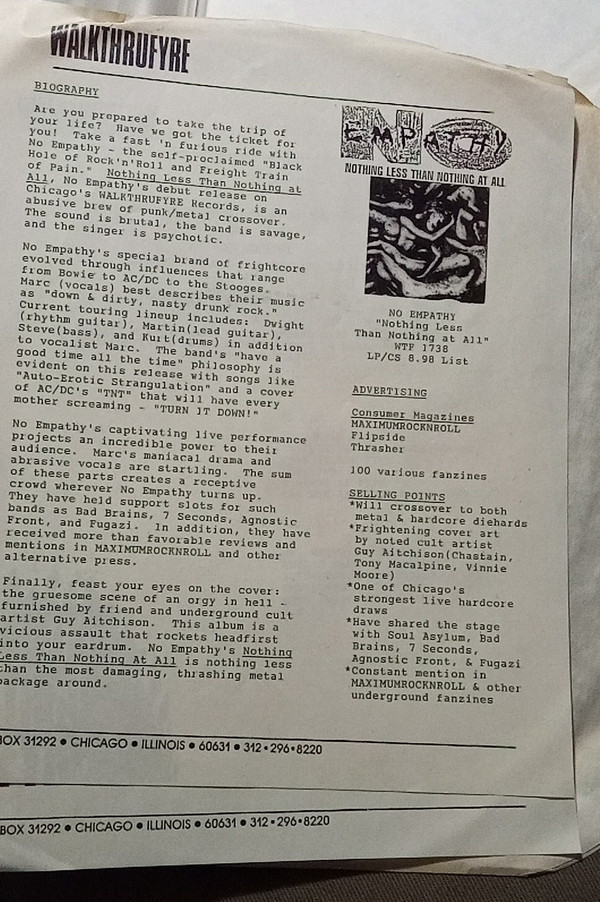 WALKTHRUFYRE
BIOGRAPHY
Are you prepared to take the trip of
your life? Have we got the ticket for
you! Take a fast 'n furious ride with
No Empathy - the self-proclaimed "Black
Hole of Rock'n'Roll and Freight Train
of Pain." Nothing Less Than Nothing at
All, No Empathy's debut release on
Chicago's WALKTHRUFYRE Records, is an
abusive brew of punk/metal crossover.
The sound is brutal, the band is savage,
and the singer is psychotic.
No Empathy's special brand of frightcore
evolved through influences that range
from Bowie to AC/DC to the Stooges.
Marc (vocals) best describes their music
as "down & dirty, nasty drunk rock."
Current touring lineup includes: Dwight
(rhythm guitar), Martin(lead guitar),
Steve(bass), and Kurt(drums) in addition
to vocalist Marc. The band's "have a
good time all the time" philosophy is
evident on this release with songs like
"Auto-Erotic Strangulation" and a cover
of AC/DC's "TNT" that will have every
mother screaming - "TURN IT DOWN!"
No Empathy's captivating live performance
projects an incredible power to their
audience. Marc's maniacal drama and
abrasive vocals are startling. The sum
of these parts creates a receptive
crowd wherever No Empathy turns up.
They have held support slots for such
bands as Bad Brains, 7 Seconds, Agnostic
Front, and Fugazi. In addition, they have
received more than favorable reviews and
mentions in MAXIMUMROCKNROLL and other
alternative press.
Finally, feast your eyes on the cover:
the gruesome scene of an orgy in hell -
furnished by friend and underground cult
artist Guy Aitchison. This album is a
vicious assault that rockets headfirst
into your eardrum. No Empathy's Nothing
Less Than Nothing At All is nothing less
than the most damaging, thrashing metal
package around.
NO EMPATHY
NOTHING LESS THAN NOTHING AT ALL
NO EMPATHY
"Nothing Less
Than Nothing at All"
WTF 1738
LP/CS 8.98 List
ADVERTISING
Consumer Magazines
MAXIMUMROCKNROLL
Flipside
Thrasher
100 various fanzines
SELLING POINTS
*Will crossover to both
metal & hardcore diehards
*Frightening cover art
by noted cult artist
Guy Aitchison(Chastain,
Tony Macalpine, Vinnie
Moore)
*One of Chicago's
strongest live hardcore
draws
*Have shared the stage
with Soul Asylum, Bad
Brains, 7 Seconds,
Agnostic Front, & Fugazi
*Constant mention in
MAXIMUMROCKNROLL & other
underground fanzines
BOX 31292 • CHICAGO • ILLINOIS • 60631 • 312•296•8220
BOX 31292 • CHICAGO • ILLINOIS • 60631 • 312•296•8220